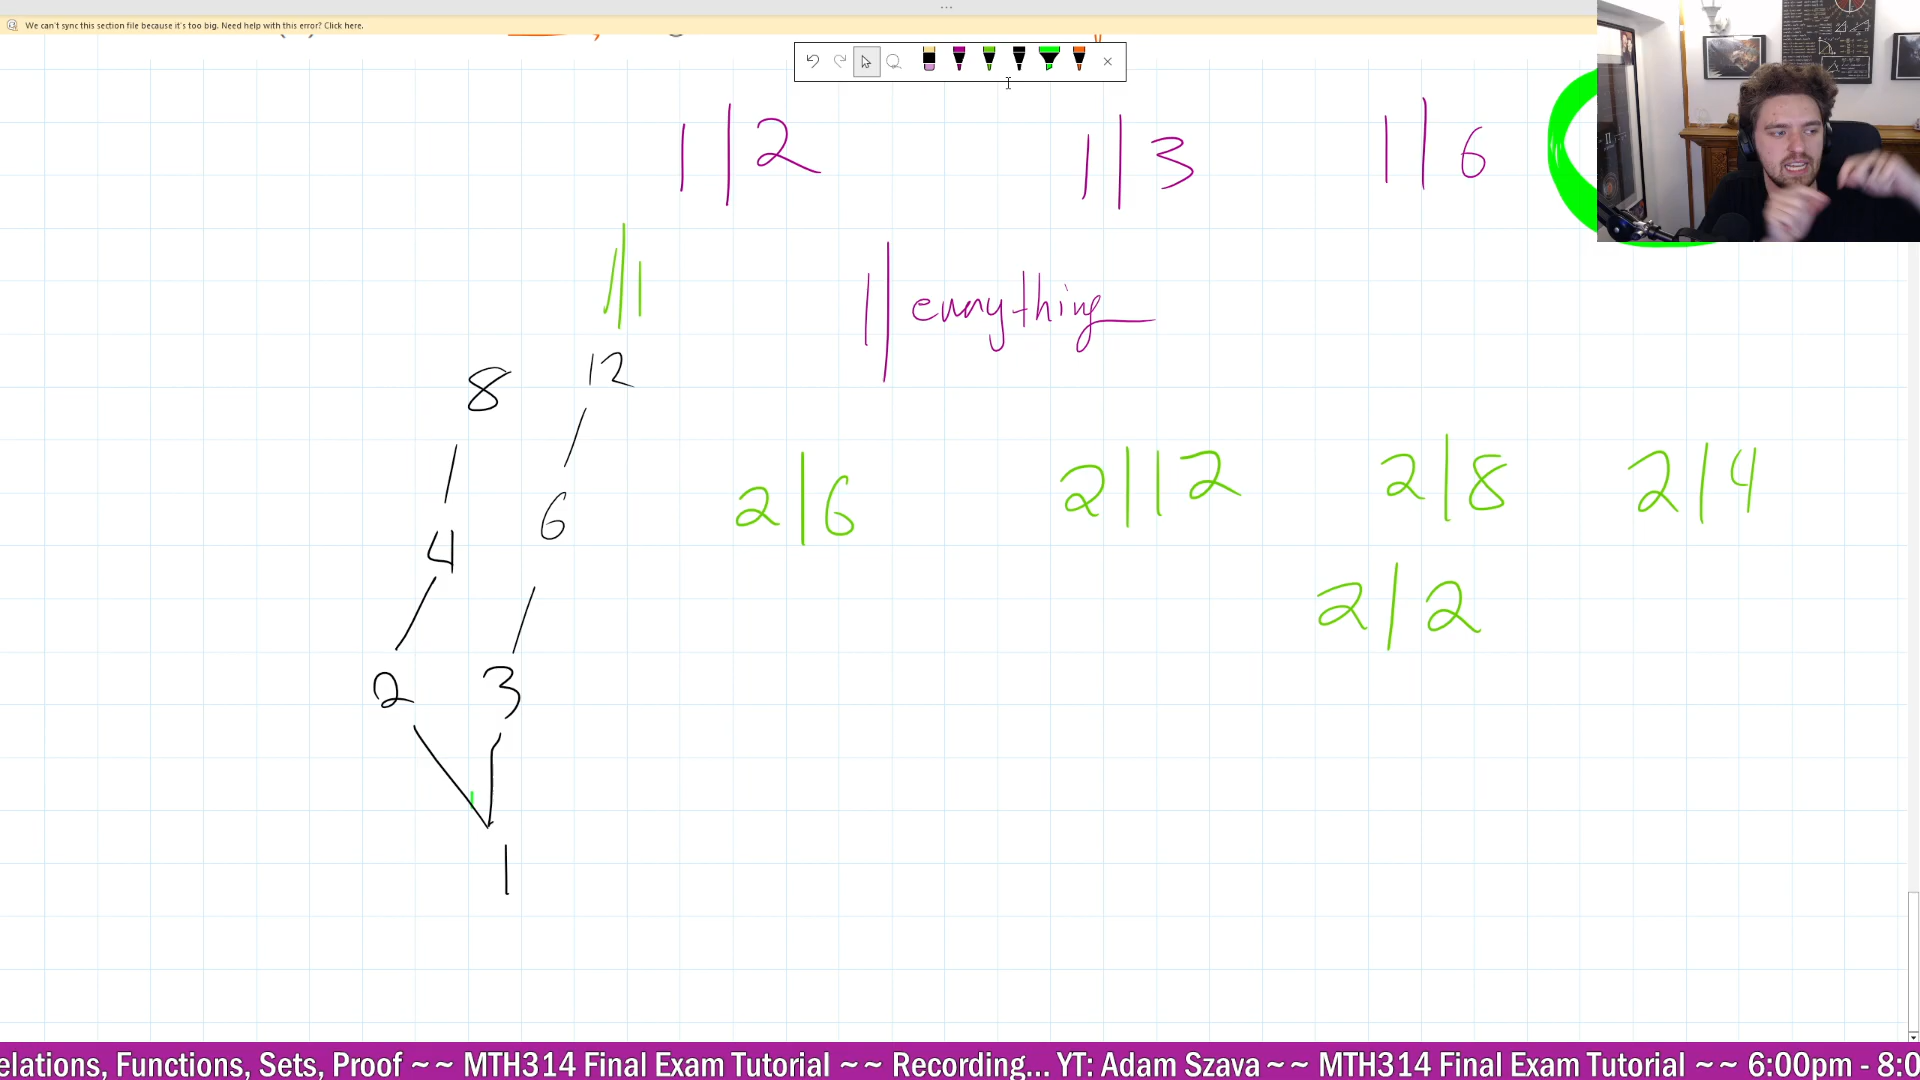 We can't sync this section file because it's too big. Need help with this error? Click here.
1|2 1|3 1|6
1|1
1|everything
8 12
2|6 2|12 2|8 2|4
4 6
2|2
2 3
1
elations, Functions, Sets, Proof ~~ MTH314 Final Exam Tutorial ~~ Recording... YT: Adam Szava ~~ MTH314 Final Exam Tutorial ~~ 6:00pm - 8:0